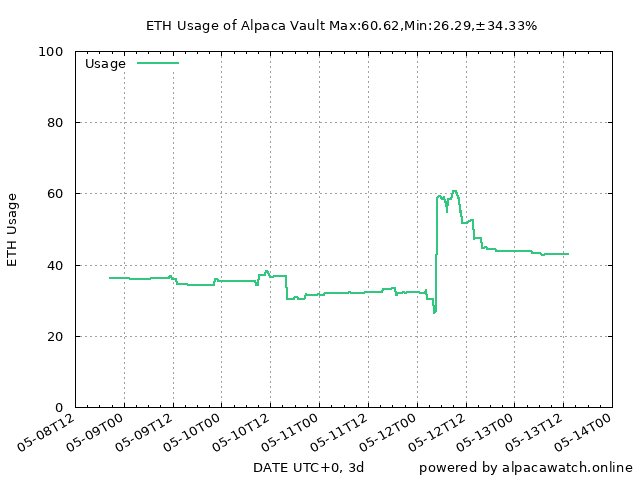 ETH Usage of Alpaca Vault Max:60.62,Min:26.29,±34.33%
100
Usage
80
60
ETH Usage
40
20
0
05-08T12
05-09T00
05-09T12
05-10T00
05-10T12
05-11T00
05-11T12
05-12T00
05-12T12
05-13T00
05-13T12
05-14T00
DATE UTC+0, 3d
powered by alpacawatch.online